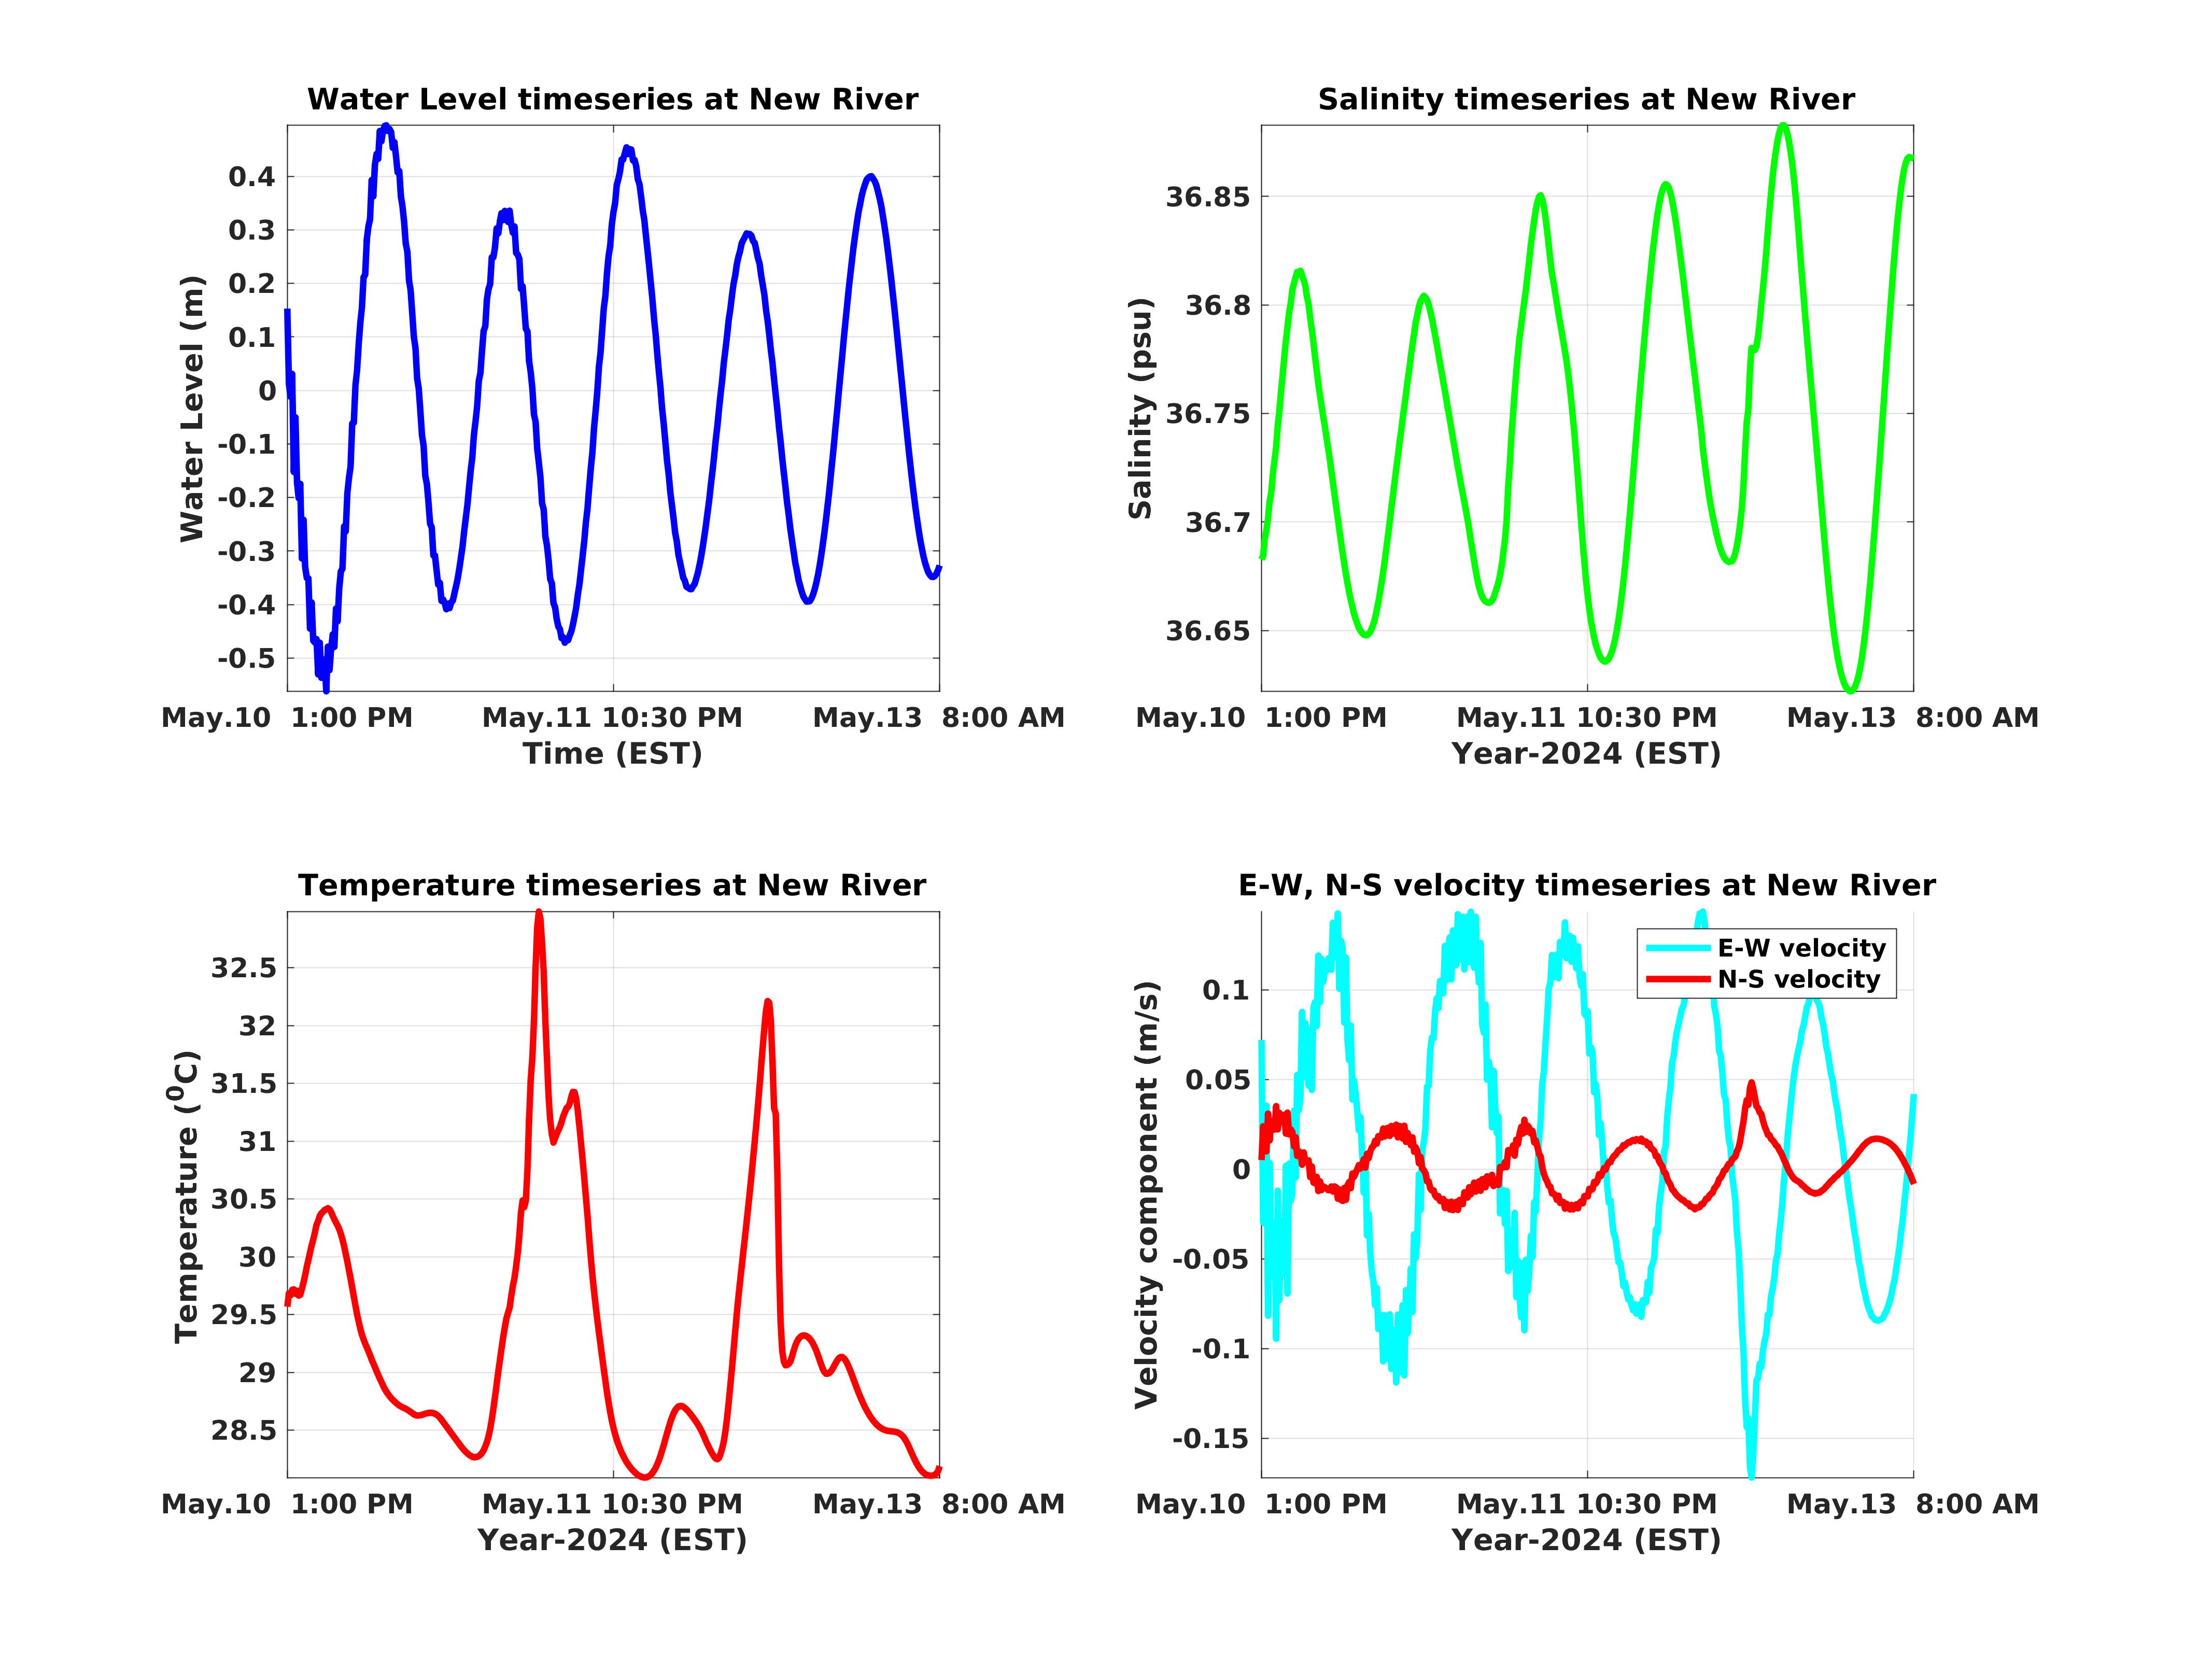 Water Level timeseries at New River
Water Level (m)
0.4
0.3
0.2
0.1
0
-0.1
-0.2
-0.3
-0.4
-0.5
May.10 1:00 PM May.11 10:30 PM May.13 8:00 AM
Time (EST)
Salinity timeseries at New River
Salinity (psu)
36.85
36.8
36.75
36.7
36.65
May.10 1:00 PM May.11 10:30 PM May.13 8:00 AM
Year-2024 (EST)
Temperature timeseries at New River
Temperature (⁰C)
32.5
32
31.5
31
30.5
30
29.5
29
28.5
May.10 1:00 PM May.11 10:30 PM May.13 8:00 AM
Year-2024 (EST)
E-W, N-S velocity timeseries at New River
E-W velocity
N-S velocity
Velocity component (m/s)
0.1
0.05
0
-0.05
-0.1
-0.15
May.10 1:00 PM May.11 10:30 PM May.13 8:00 AM
Year-2024 (EST)